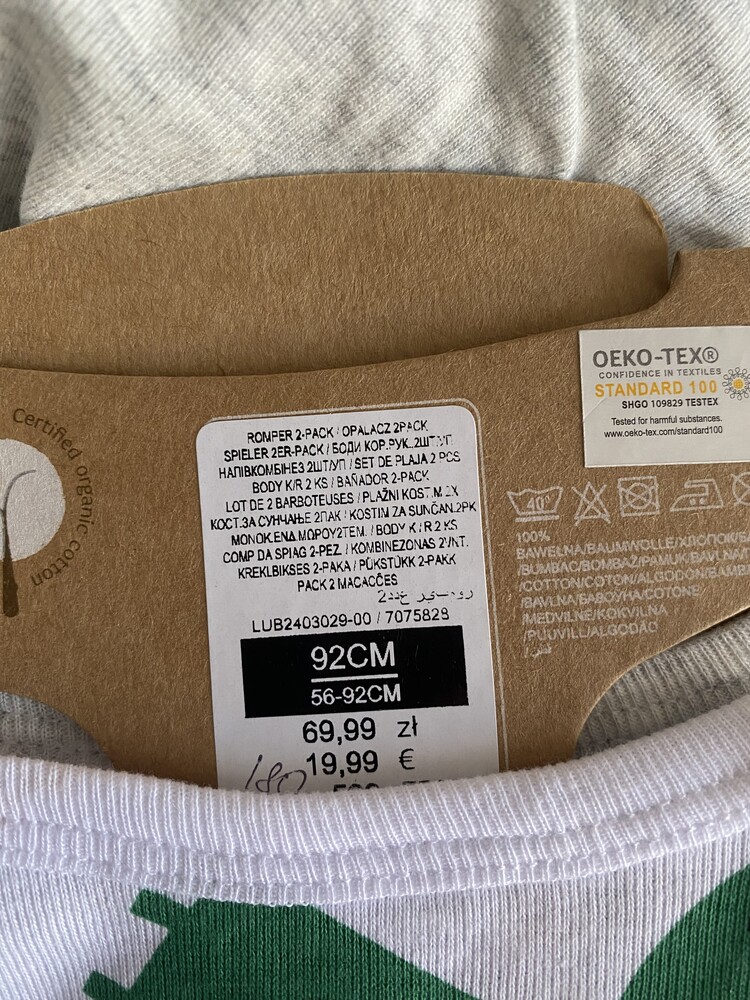 Certified organic cotton
OEKO-TEX®
CONFIDENCE IN TEXTILES
STANDARD 100
SHGO 109829 TESTEX
Tested for harmful substances.
www.oeko-tex.com/standard100
ROMPER 2-PACK / OPALACZ 2PACK
SPIELER 2ER-PACK / БОДИ КОР.РУК.,2ШТ/УП
НАПІВКОМБІНЕЗ 2ШТ/УП / SET DE PLAJA 2 PCS
BODY K/R 2 KS / BAÑADOR 2-PACK
LOT DE 2 BARBOTEUSES / PLAŽNI KOST.M 2X
КОСТ.ЗА СУНЧАЊЕ 2ПАК / KOSTIM ZA SUNČAN.2PK
ΜΟΝΟΚ.ΕΝΔ.ΜΩΡΟΥ2ΤΕΜ. / BODY K / R 2 KS
COMP DA SPIAG 2-PEZ. / KOMBINEZONAS 2VNT.
KREKLBIKSES 2-PAKA / PÜKSTÜKK 2-PAKK
PACK 2 MACACÕES
LUB2403029-00 / 7075828
92CM
56-92CM
69,99 zł
19,99 €
40°
100%
BAWEŁNA/BAUMWOLLE/ХЛОПОК/
/BUMBAC/BOMBAŽ/PAMUK/BAVLNA/
/COTTON/COTON/ALGODÓN/
/BAVLNA/БАВОУНА/COTONE/
/MEDVILNĖ/KOKVILNA
/PUUVILL/ALGODÃO